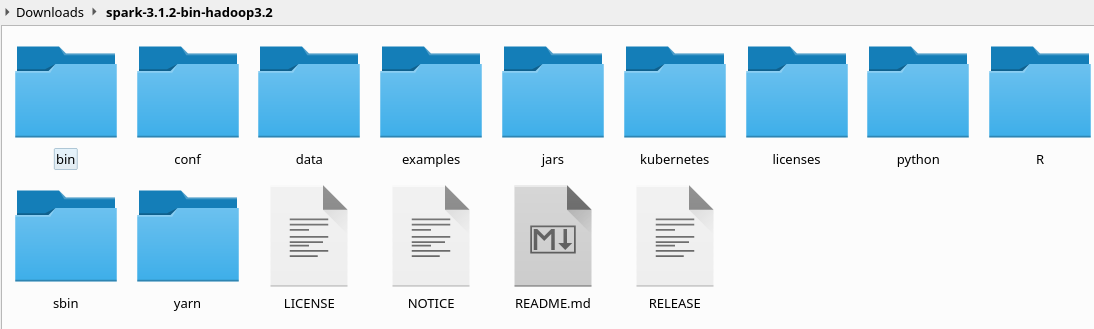 Downloads spark-3.1.2-bin-hadoop3.2
bin conf data examples jars kubernetes licenses python R
M
sbin yarn LICENSE NOTICE README.md RELEASE